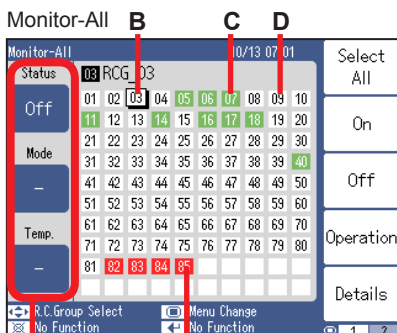 Monitor-All B C D
Monitor-All 10/13 07:01
Status
Off
Mode
–
Temp.
–
03 RCG_03
01 02 03 04 05 06 07 08 09 10
11 12 13 14 15 16 17 18 19 20
21 22 23 24 25 26 27 28 29 30
31 32 33 34 35 36 37 38 39 40
41 42 43 44 45 46 47 48 49 50
51 52 53 54 55 56 57 58 59 60
61 62 63 64 65 66 67 68 69 70
71 72 73 74 75 76 77 78 79 80
81 82 83 84 85
Select
All
On
Off
Operation
Details
R.C.Group Select Menu Change
No Function No Function 1 2